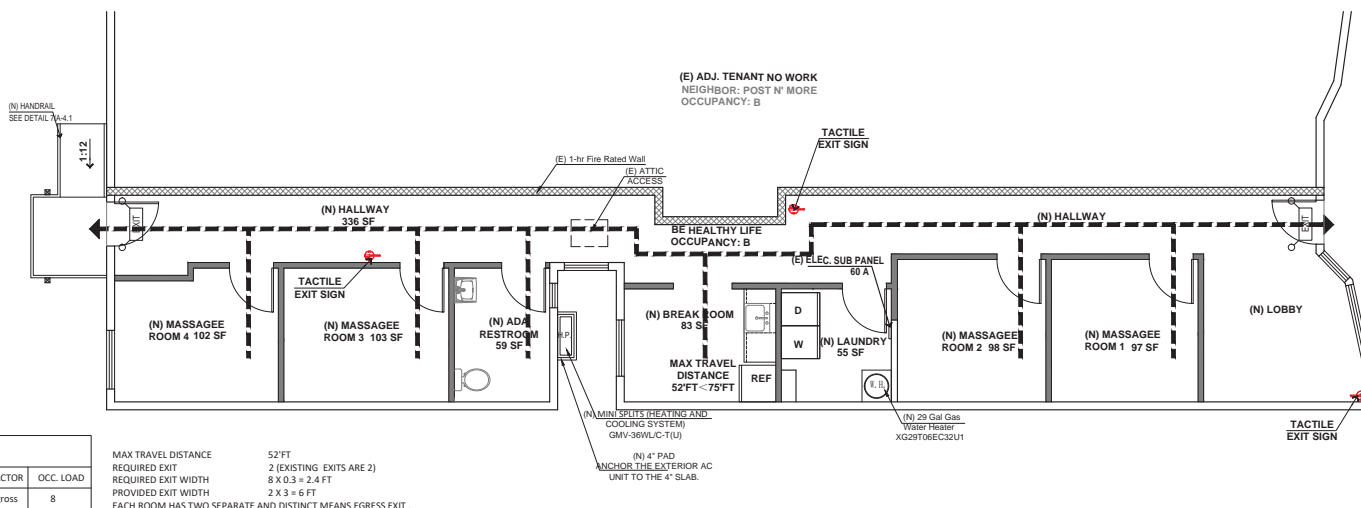 (E) ADJ. TENANT NO WORK
NEIGHBOR: POST N' MORE
OCCUPANCY: B
(N) HANDRAIL
SEE DETAIL 7/A-4.1
1:12
TACTILE
EXIT SIGN
(E) 1-hr Fire Rated Wall
(E) ATTIC
ACCESS
(N) HALLWAY
336 SF
(N) HALLWAY
EXIT
EXIT
BE HEALTHY LIFE
OCCUPANCY: B
(E) ELEC. SUB PANEL
60 A
TACTILE
EXIT SIGN
(N) MASSAGEE
ROOM 4 102 SF
(N) MASSAGEE
ROOM 3 103 SF
(N) ADA
RESTROOM
59 SF
H.P.
(N) BREAK ROOM
83 SF
D
W
(N) LAUNDRY
55 SF
(N) MASSAGEE
ROOM 2 98 SF
(N) MASSAGEE
ROOM 1 97 SF
(N) LOBBY
MAX TRAVEL
DISTANCE
52'FT<75'FT
REF
W.H.
(N) MINI SPLITS (HEATING AND
COOLING SYSTEM)
GMV-36WL/C-T(U)
(N) 29 Gal Gas
Water Heater
XG29T06EC32U1
TACTILE
EXIT SIGN
(N) 4" PAD
ANCHOR THE EXTERIOR AC
UNIT TO THE 4" SLAB.
CTOR OCC. LOAD
ross 8
MAX TRAVEL DISTANCE 52'FT
REQUIRED EXIT 2 (EXISTING EXITS ARE 2)
REQUIRED EXIT WIDTH 8 X 0.3 = 2.4 FT
PROVIDED EXIT WIDTH 2 X 3 = 6 FT
EACH ROOM HAS TWO SEPARATE AND DISTINCT MEANS EGRESS EXIT.